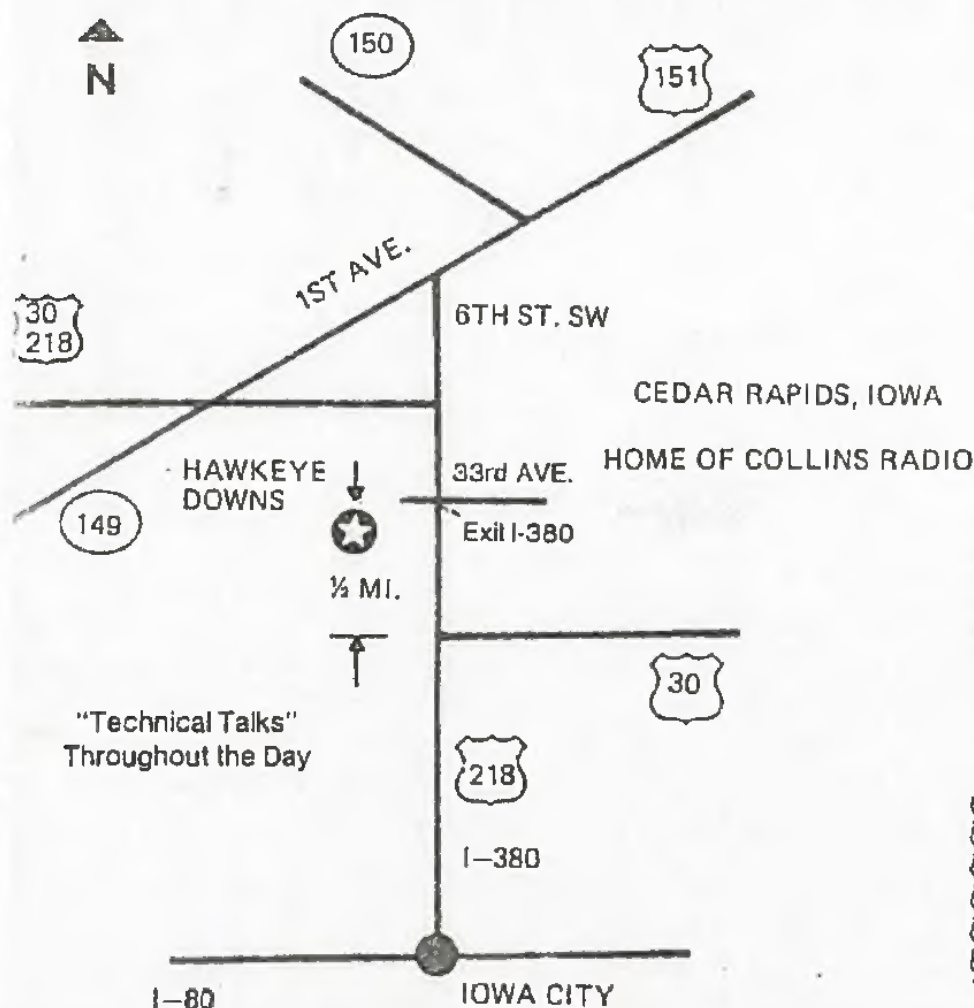 N
150
151
1ST AVE.
30
218
6TH ST. SW
CEDAR RAPIDS, IOWA
HOME OF COLLINS RADIO
HAWKEYE
DOWNS
33rd AVE.
149
Exit I-380
½ MI.
30
"Technical Talks"
Throughout the Day
218
I–380
I–80
IOWA CITY